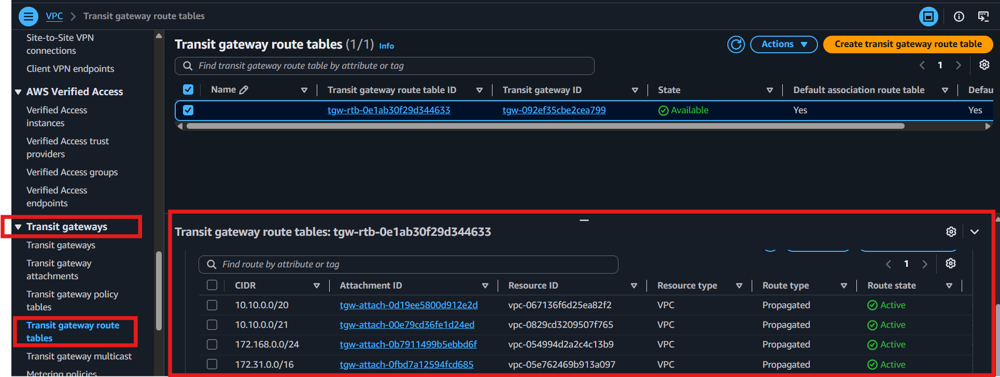 VPC > Transit gateway route tables
Site-to-Site VPN
connections
Client VPN endpoints
AWS Verified Access
Verified Access
instances
Verified Access trust
providers
Verified Access groups
Verified Access
endpoints
Transit gateways
Transit gateways
Transit gateway
attachments
Transit gateway policy
tables
Transit gateway route
tables
Transit gateway multicast
Metering policies
Transit gateway route tables (1/1) Info
Actions
Create transit gateway route table
Find transit gateway route table by attribute or tag
1
Name Transit gateway route table ID Transit gateway ID State Default association route table Defau
tgw-rtb-0e1ab30f29d344633 tgw-092ef35cbe2cea799 Available Yes Yes
Transit gateway route tables: tgw-rtb-0e1ab30f29d344633
Find route by attribute or tag
1
CIDR Attachment ID Resource ID Resource type Route type Route state
10.10.0.0/20 tgw-attach-0d19ee5800d912e2d vpc-067136f6d25ea82f2 VPC Propagated Active
10.10.0.0/21 tgw-attach-00e79cd36fe1d24ed vpc-0829cd3209507f765 VPC Propagated Active
172.168.0.0/24 tgw-attach-0b7911499b5ebbd6f vpc-054994d2a2c4c13b9 VPC Propagated Active
172.31.0.0/16 tgw-attach-0fbd7a12594fcd685 vpc-05e762469b913a097 VPC Propagated Active